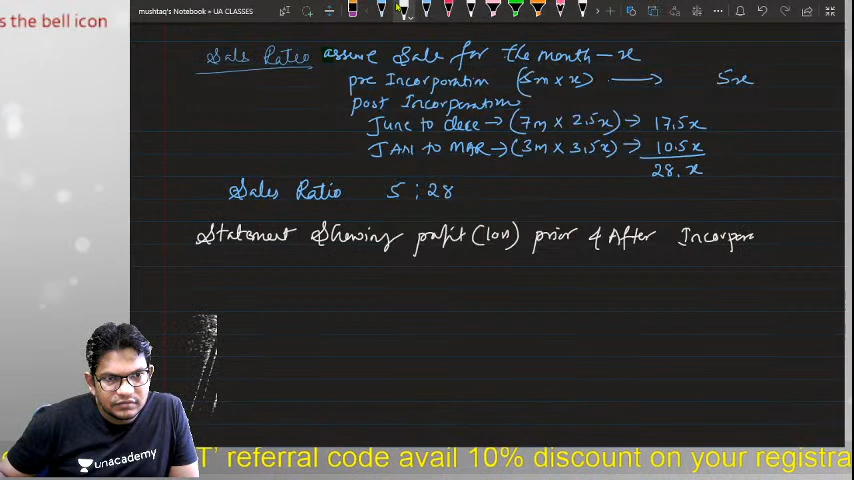 s the bell icon
mushtaq's Notebook » UA CLASSES
Sales Ratio assume Sale for the month - x
pre Incorporation (5m x x) → 5x
post Incorporation
June to dece → (7m x 2.5x) → 17.5x
JAN to MAR → (3m x 3.5x) → 10.5x
28.x
Sales Ratio 5 : 28
Statement Showing profit (loss) prior & After Incorpora
unacademy
T' referral code avail 10% discount on your registra